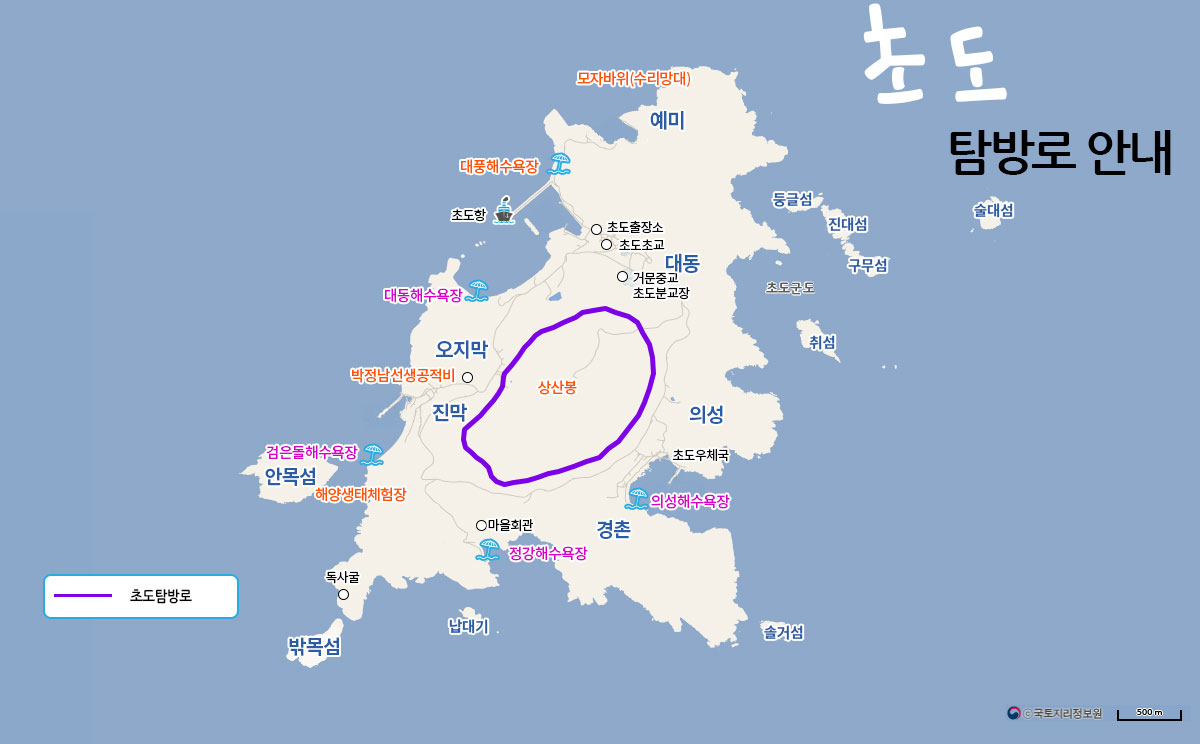 초도
탐방로 안내
모자바위(수리망대)
예미
대풍해수욕장
초도항
초도출장소
초도초교
대동
거문중교
초도분교장
둥글섬
진대섬
술대섬
구무섬
초도군도
대동해수욕장
취섬
오지막
박정남선생공적비
상산봉
진막
의성
검은돌해수욕장
초도우체국
안목섬
해양생태체험장
의성해수욕장
마을회관
경촌
정강해수욕장
독사굴
초도탐방로
납대기
솔거섬
밖목섬
©국토지리정보원
500 m